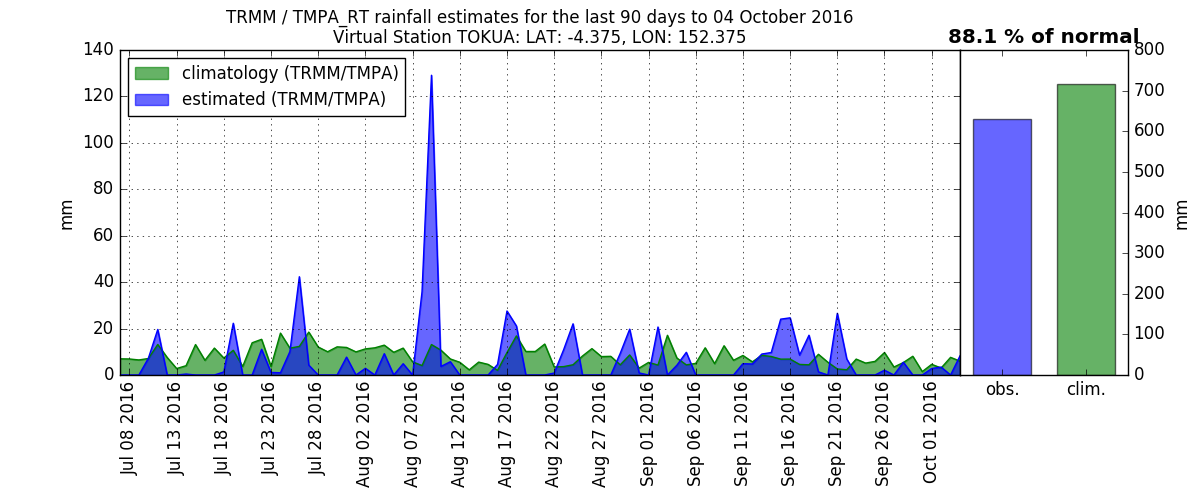 TRMM / TMPA_RT rainfall estimates for the last 90 days to 04 October 2016
Virtual Station TOKUA: LAT: -4.375, LON: 152.375
88.1 % of normal
climatology (TRMM/TMPA)
estimated (TRMM/TMPA)
mm
140
120
100
80
60
40
20
0
Jul 08 2016
Jul 13 2016
Jul 18 2016
Jul 23 2016
Jul 28 2016
Aug 02 2016
Aug 07 2016
Aug 12 2016
Aug 17 2016
Aug 22 2016
Aug 27 2016
Sep 01 2016
Sep 06 2016
Sep 11 2016
Sep 16 2016
Sep 21 2016
Sep 26 2016
Oct 01 2016
800
700
600
500
400
300
200
100
0
mm
obs.
clim.